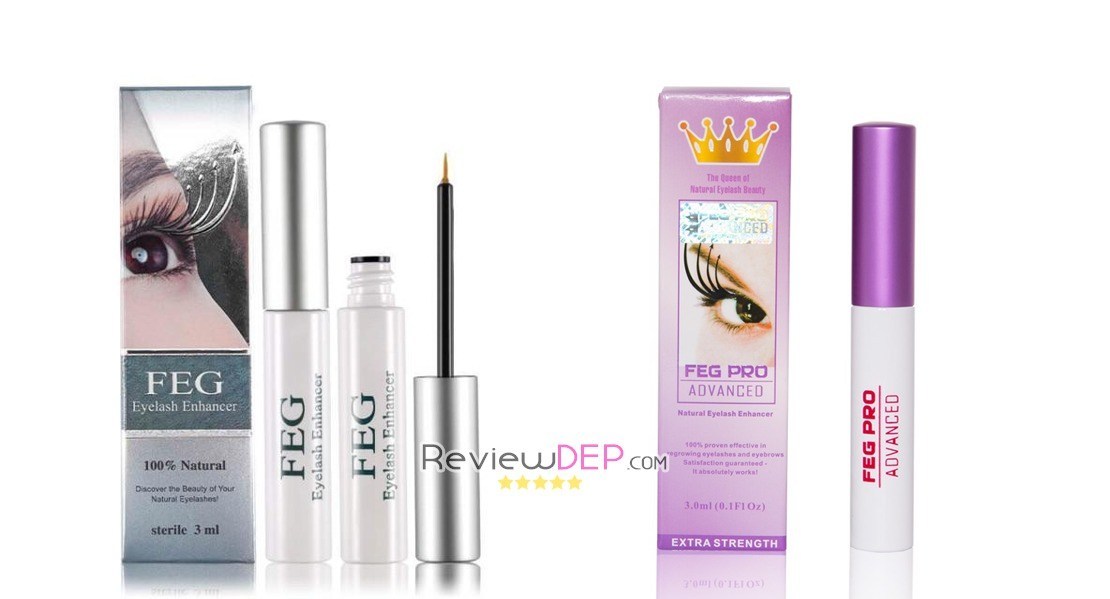 FEG
Eyelash Enhancer
100% Natural
Discover the Beauty of Your
Natural Eyelashes!
sterile 3 ml
FEG
Eyelash Enhancer
FEG
Eyelash Enhancer
ReviewDEP.com
The Queen of
Natural Eyelash Beauty
FEG PRO
ADVANCED
FEG PRO
ADVANCED
Natural Eyelash Enhancer
100% proven effective in
regrowing eyelashes and eyebrows
Satisfaction guaranteed -
It absolutely works!
3.0ml (0.1Fl Oz)
EXTRA STRENGTH
FEG PRO
ADVANCED